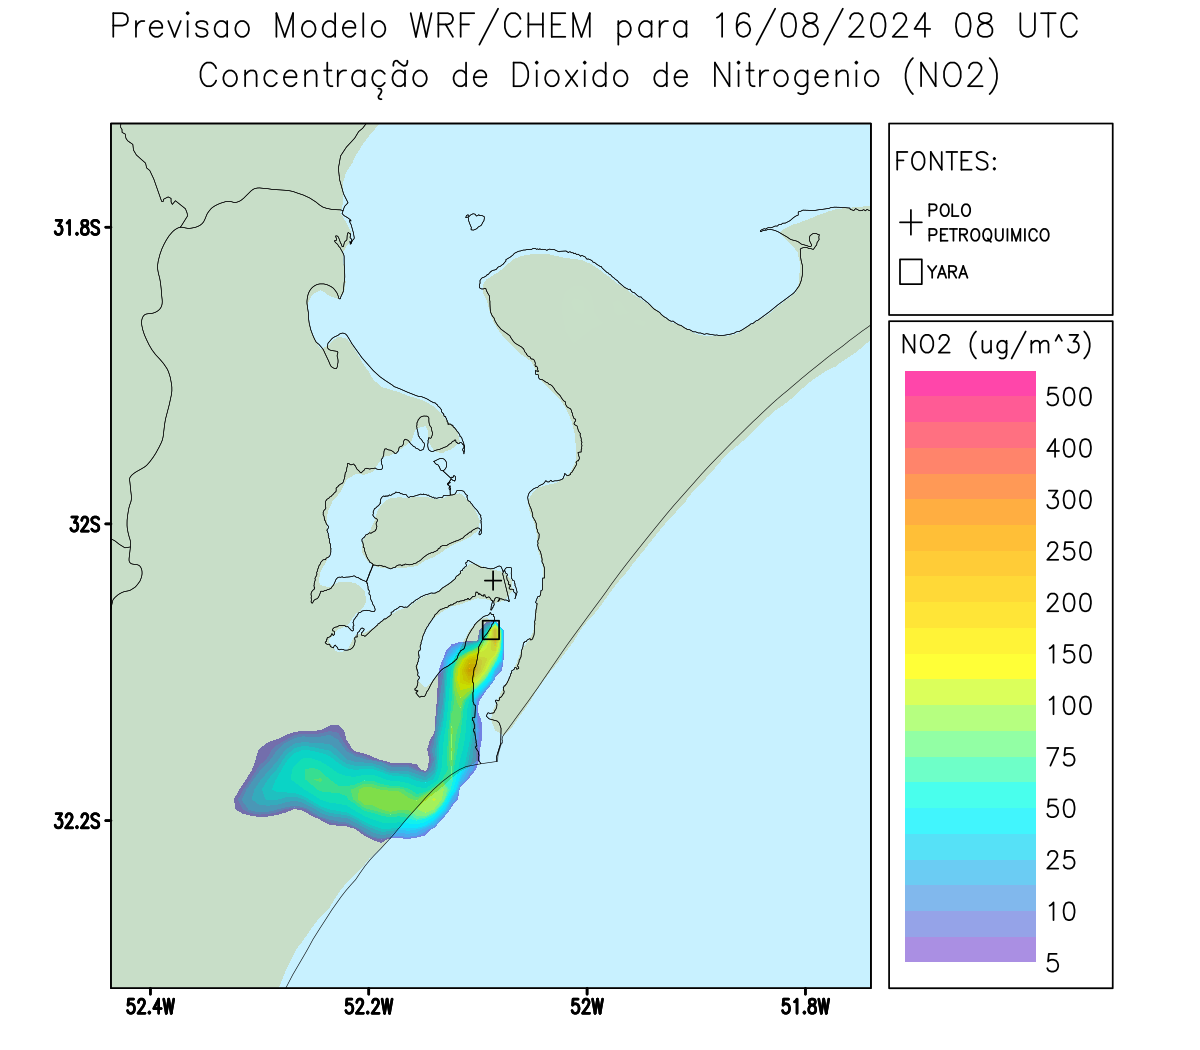 Previsao Modelo WRF/CHEM para 16/08/2024 08 UTC
Concentração de Dioxido de Nitrogenio (NO2)
FONTES:
POLO
PETROQUIMICO
YARA
31.8S
32S
32.2S
52.4W
52.2W
52W
51.8W
NO2 (ug/m^3)
500
400
300
250
200
150
100
75
50
25
10
5